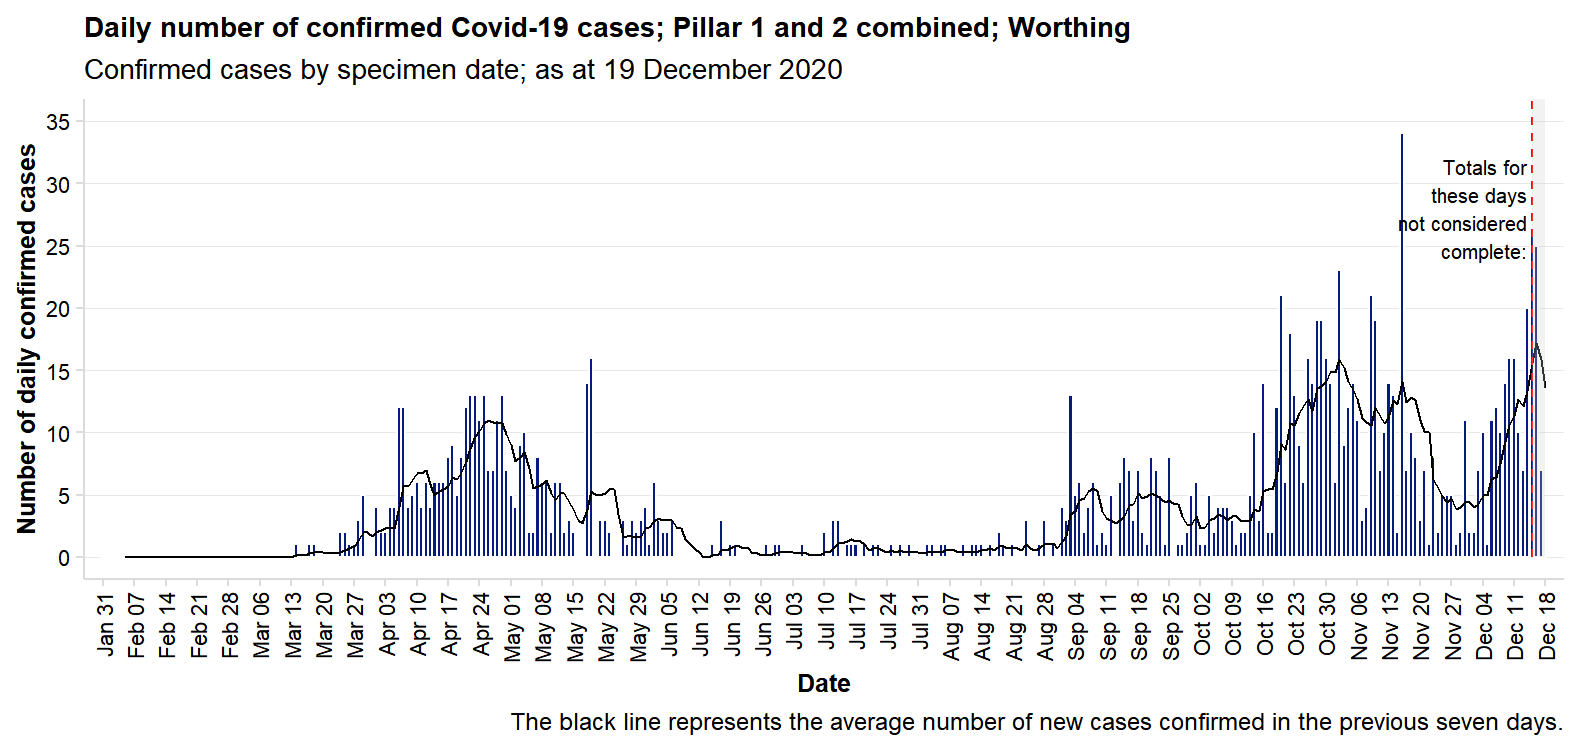 Daily number of confirmed Covid-19 cases; Pillar 1 and 2 combined; Worthing
Confirmed cases by specimen date; as at 19 December 2020
Number of daily confirmed cases
35
30
25
20
15
10
5
0
Totals for
these days
not considered
complete:
Jan 31
Feb 07
Feb 14
Feb 21
Feb 28
Mar 06
Mar 13
Mar 20
Mar 27
Apr 03
Apr 10
Apr 17
Apr 24
May 01
May 08
May 15
May 22
May 29
Jun 05
Jun 12
Jun 19
Jun 26
Jul 03
Jul 10
Jul 17
Jul 24
Jul 31
Aug 07
Aug 14
Aug 21
Aug 28
Sep 04
Sep 11
Sep 18
Sep 25
Oct 02
Oct 09
Oct 16
Oct 23
Oct 30
Nov 06
Nov 13
Nov 20
Nov 27
Dec 04
Dec 11
Dec 18
Date
The black line represents the average number of new cases confirmed in the previous seven days.